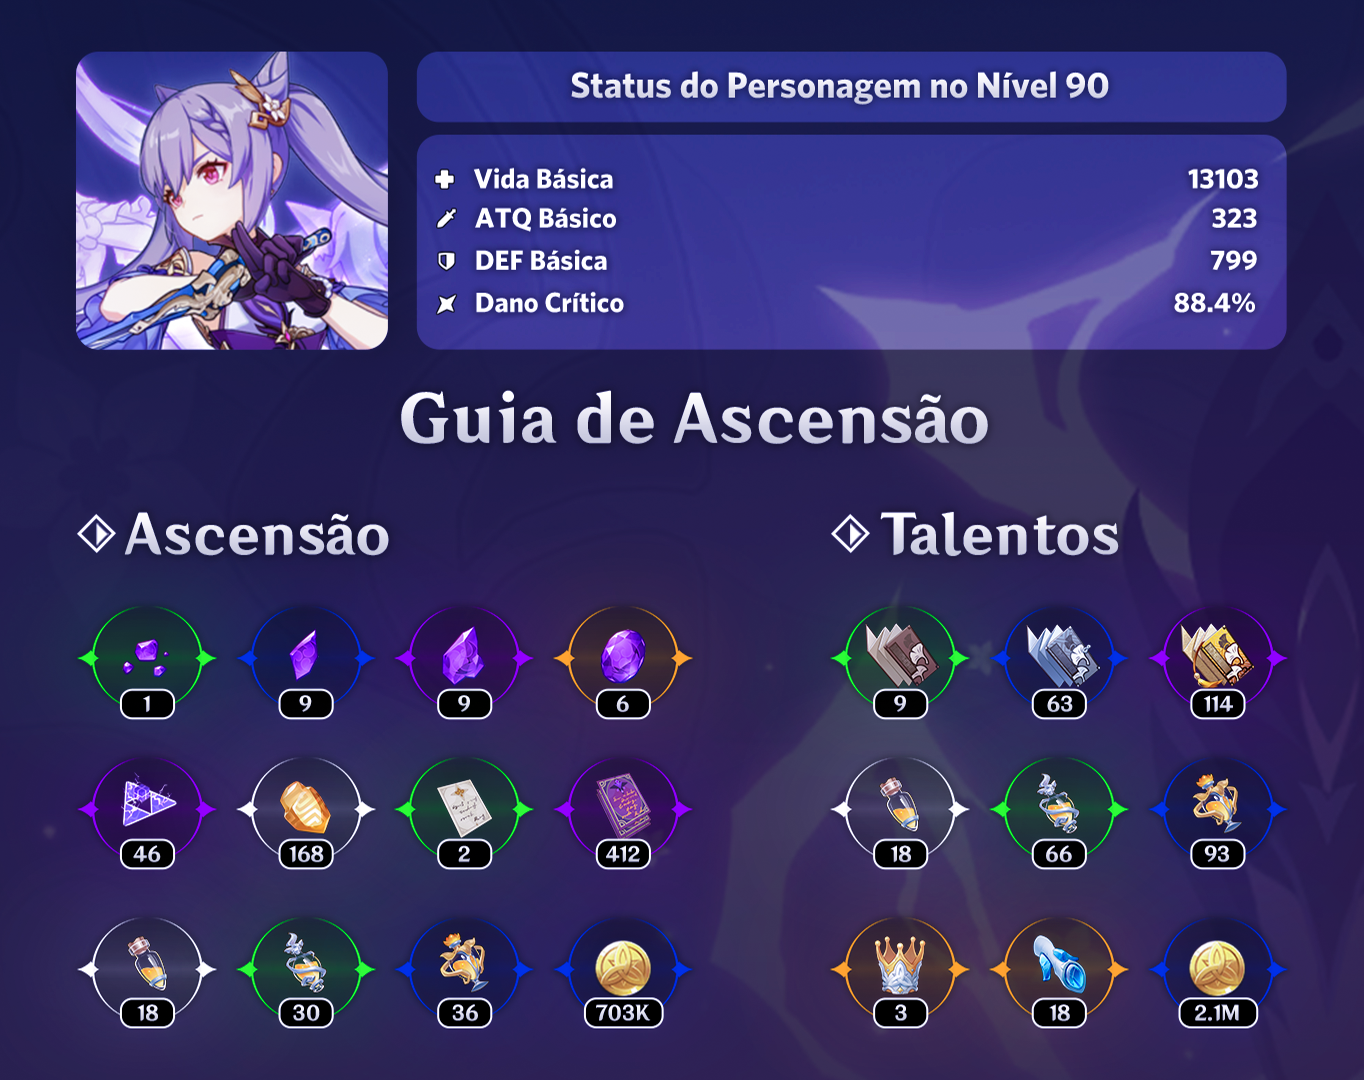 Status do Personagem no Nível 90
Vida Básica 13103
ATQ Básico 323
DEF Básica 799
Dano Crítico 88.4%
Guia de Ascensão
Ascensão
1 9 9 6
46 168 2 412
18 30 36 703K
Talentos
9 63 114
18 66 93
3 18 2.1M